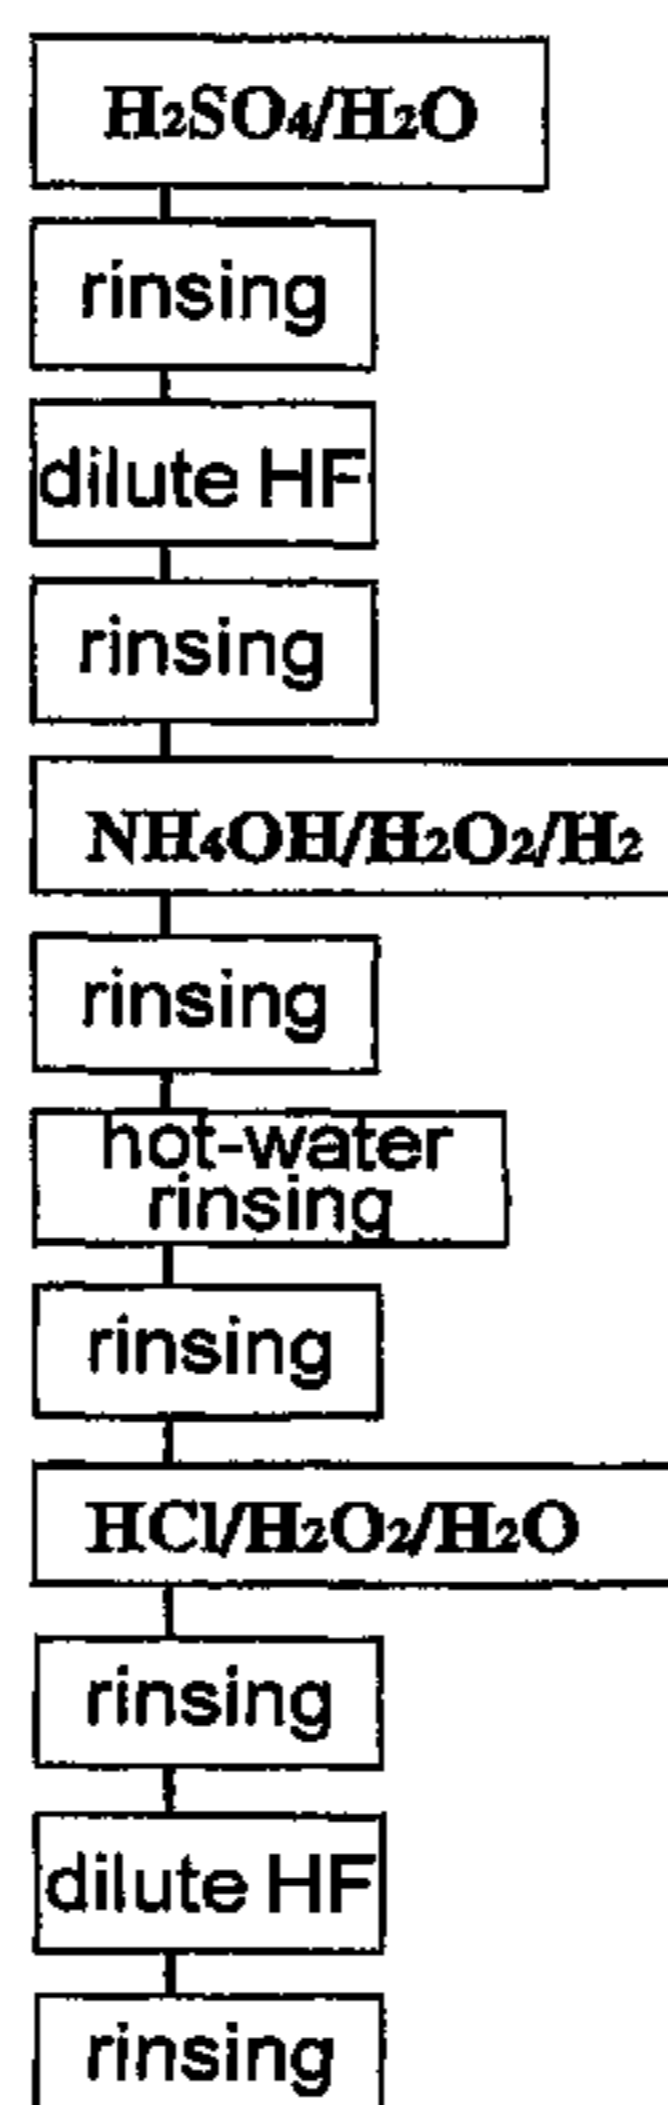 H2SO4/H2O
rinsing
dilute HF
rinsing
NH4OH/H2O2/H2
rinsing
hot-water
rinsing
rinsing
HCl/H2O2/H2O
rinsing
dilute HF
rinsing